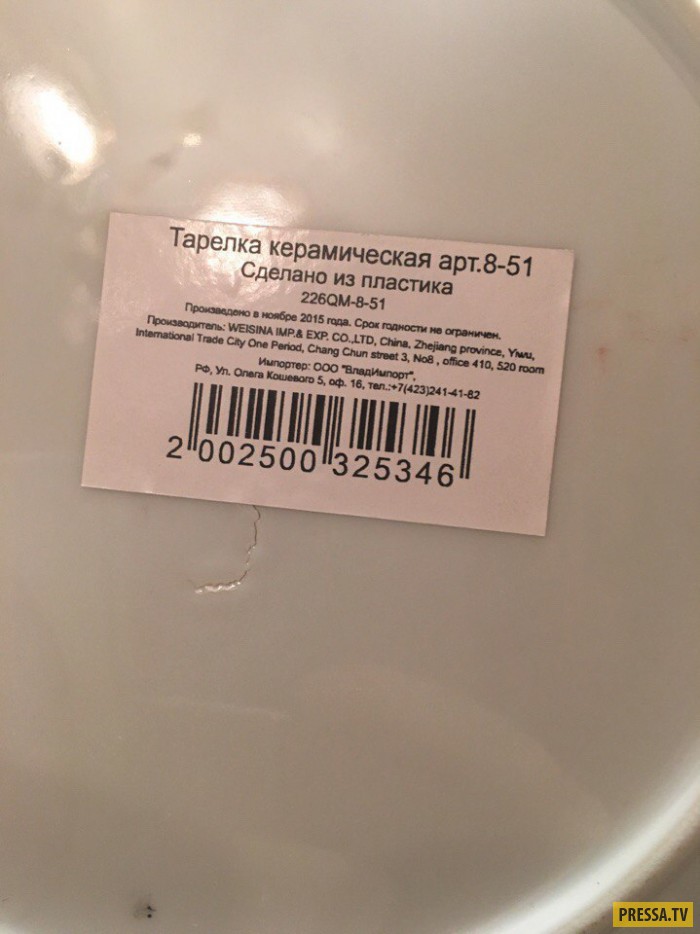 Тарелка керамическая арт.8-51
Сделано из пластика
226QM-8-51
Произведено в ноябре 2015 года. Срок годности не ограничен.
Производитель: WEISINA IMP.& EXP. CO.,LTD, China, Zhejiang province, Yiwu,
International Trade City One Period, Chang Chun street 3, No8 , office 410, 520 room
Импортер: ООО "ВладИмпорт",
РФ, Ул. Олега Кошевого 5, оф. 16, тел.:+7(423)241-41-82
2 002500 325346
PRESSA.TV